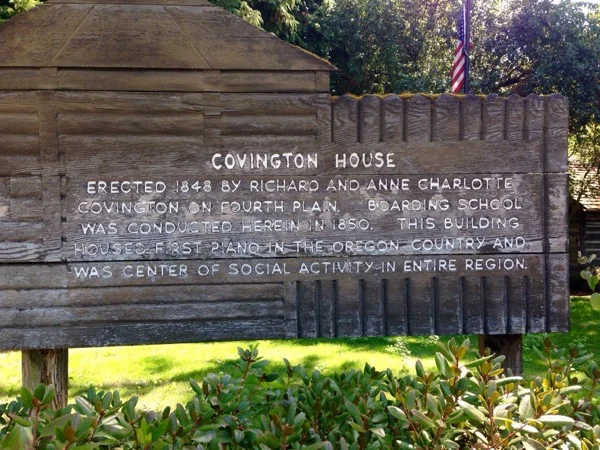 COVINGTON HOUSE
ERECTED 1848 BY RICHARD AND ANNE CHARLOTTE
COVINGTON ON FOURTH PLAIN. BOARDING SCHOOL
WAS CONDUCTED HEREIN IN 1850. THIS BUILDING
HOUSED FIRST PIANO IN THE OREGON COUNTRY AND
WAS CENTER OF SOCIAL ACTIVITY IN ENTIRE REGION.